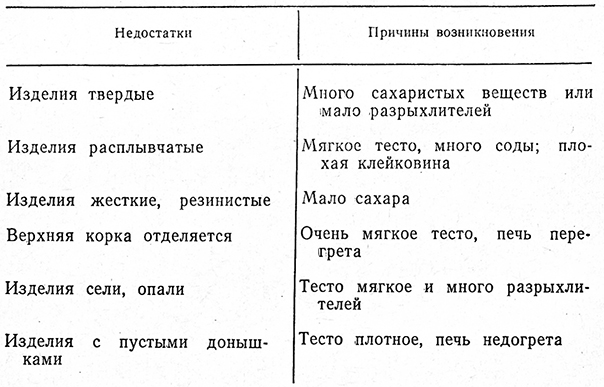 Недостатки
Причины возникновения
Изделия твердые
Много сахаристых веществ или
мало разрыхлителей
Изделия расплывчатые
Мягкое тесто, много соды; пло-
хая клейковина
Изделия жесткие, резинистые
Мало сахара
Верхняя корка отделяется
Очень мягкое тесто, печь пере-
грета
Изделия сели, опали
Тесто мягкое и много разрыхли-
телей
Изделия с пустыми доныш-
ками
Тесто плотное, печь недогрета